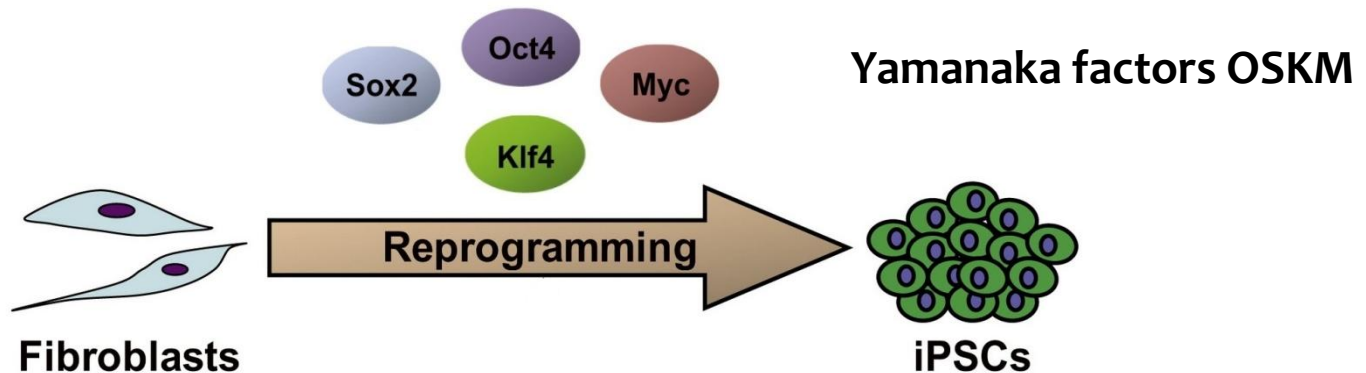 Oct4
Sox2
Myc
Klf4
Yamanaka factors OSKM
Reprogramming
Fibroblasts
iPSCs